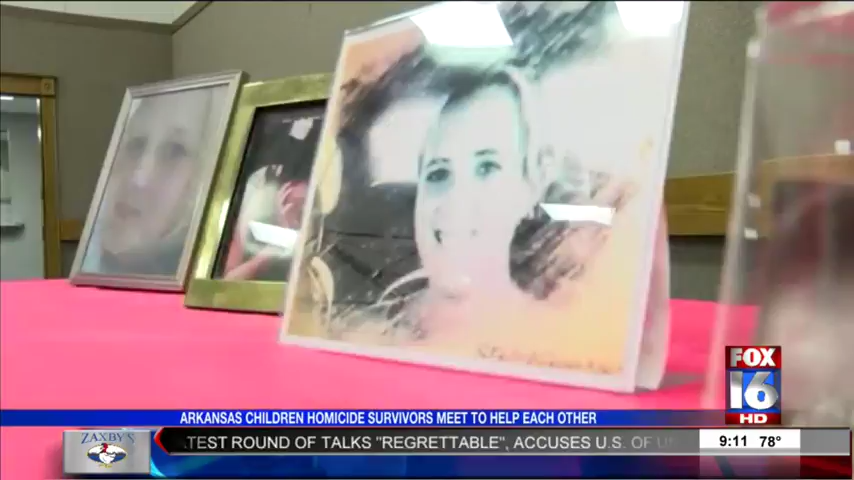 FOX
16
HD
ARKANSAS CHILDREN HOMICIDE SURVIVORS MEET TO HELP EACH OTHER
ZAXBY'S
TEST ROUND OF TALKS "REGRETTABLE", ACCUSES U.S. OF
9:11 78°